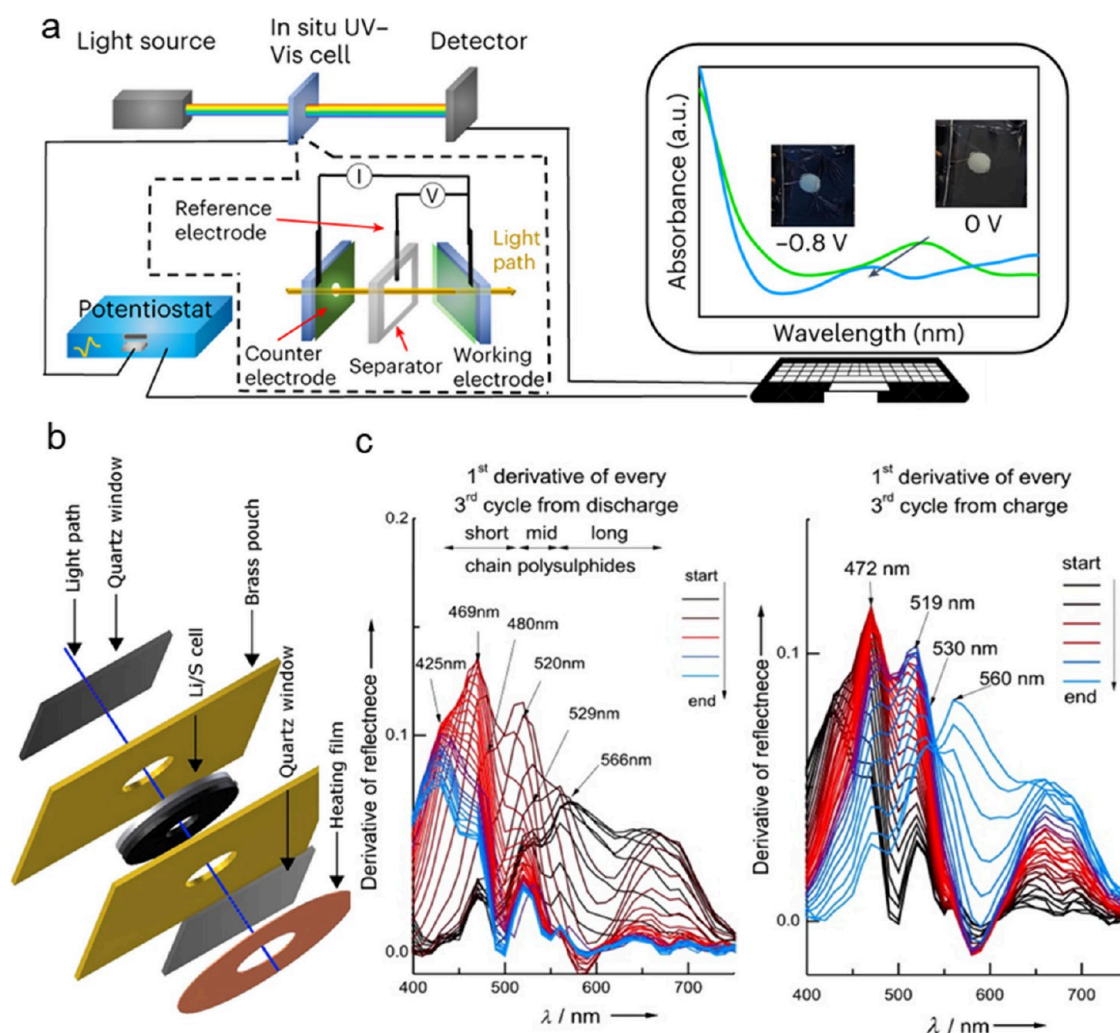 a
Light source
In situ UV–
Vis cell
Detector
I
V
Reference
electrode
Light
path
Potentiostat
Counter
electrode
Separator
Working
electrode
Absorbance (a.u.)
−0.8 V
0 V
Wavelength (nm)
b
Light path
Quartz window
Brass pouch
Li/S cell
Quartz window
Heating film
c
1st derivative of every
3rd cycle from discharge
short mid long
chain polysulphides
start
end
0.2
0.1
0.0
425nm
469nm
480nm
520nm
529nm
566nm
Derivative of reflectnece
400 500 600 700
λ / nm
1st derivative of every
3rd cycle from charge
start
end
0.1
0.0
472 nm
519 nm
530 nm
560 nm
Derivative of reflectnece
400 500 600 700
λ / nm